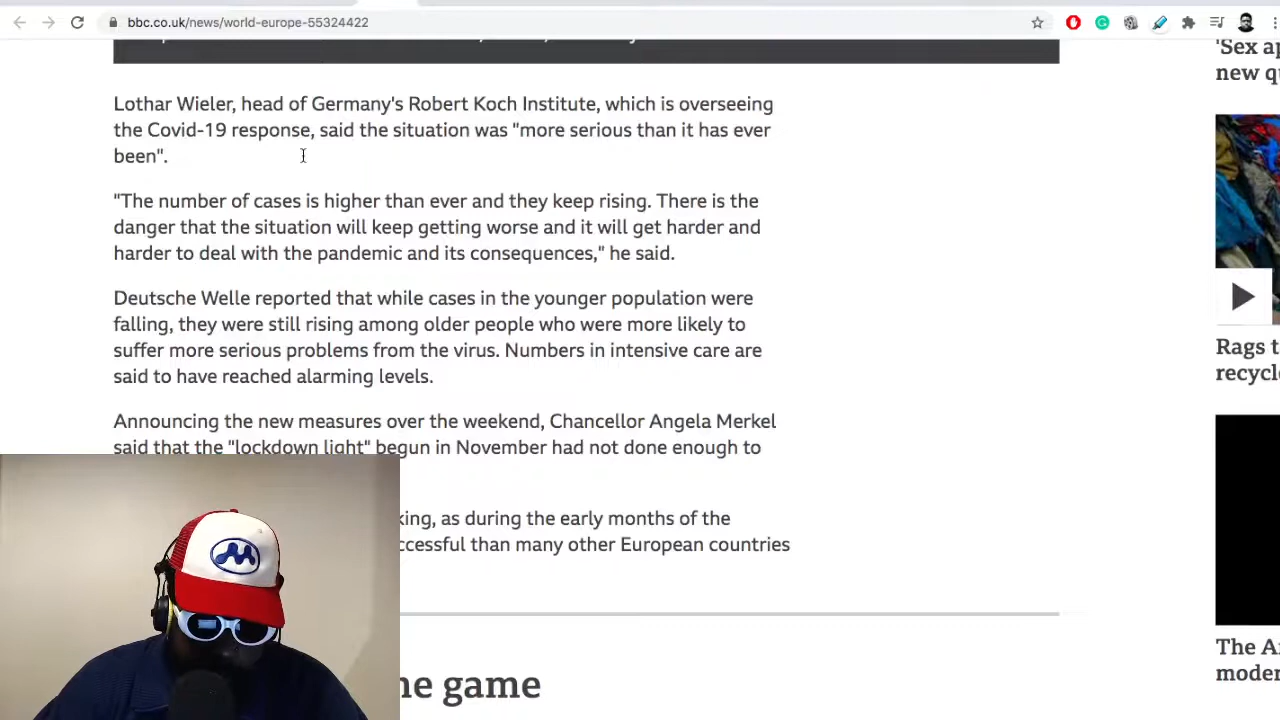 bbc.co.uk/news/world-europe-55324422
Lothar Wieler, head of Germany's Robert Koch Institute, which is overseeing
the Covid-19 response, said the situation was "more serious than it has ever
been".
"The number of cases is higher than ever and they keep rising. There is the
danger that the situation will keep getting worse and it will get harder and
harder to deal with the pandemic and its consequences," he said.
Deutsche Welle reported that while cases in the younger population were
falling, they were still rising among older people who were more likely to
suffer more serious problems from the virus. Numbers in intensive care are
said to have reached alarming levels.
Announcing the new measures over the weekend, Chancellor Angela Merkel
said that the "lockdown light" begun in November had not done enough to
as during the early months of the
than many other European countries
game
'Sex
new
Rags
The
M